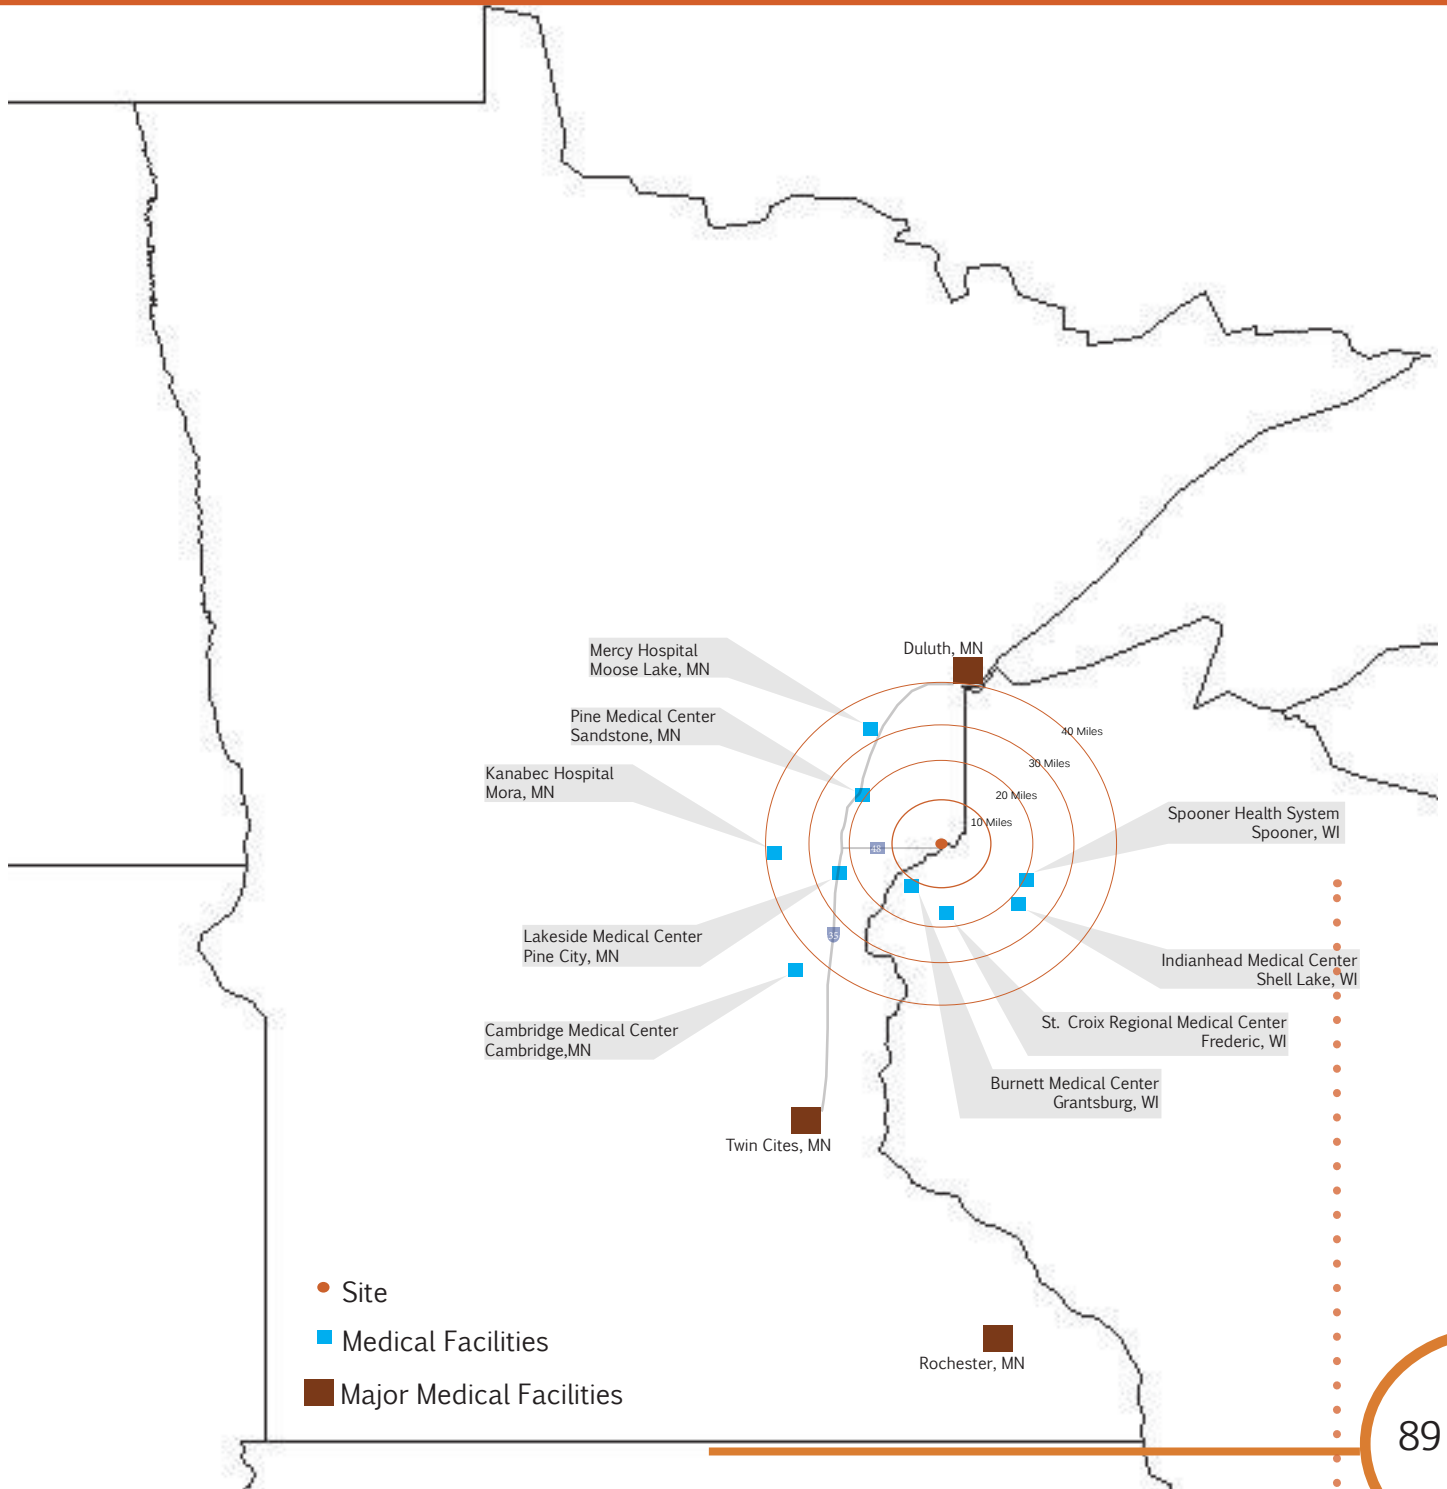 Mercy Hospital
Moose Lake, MN
Duluth, MN
Pine Medical Center
Sandstone, MN
40 Miles
30 Miles
Kanabec Hospital
Mora, MN
20 Miles
10 Miles
Spooner Health System
Spooner, WI
48
Lakeside Medical Center
Pine City, MN
35
Indianhead Medical Center
Shell Lake, WI
Cambridge Medical Center
Cambridge,MN
St. Croix Regional Medical Center
Frederic, WI
Burnett Medical Center
Grantsburg, WI
Twin Cites, MN
Site
Medical Facilities
Major Medical Facilities
Rochester, MN
89